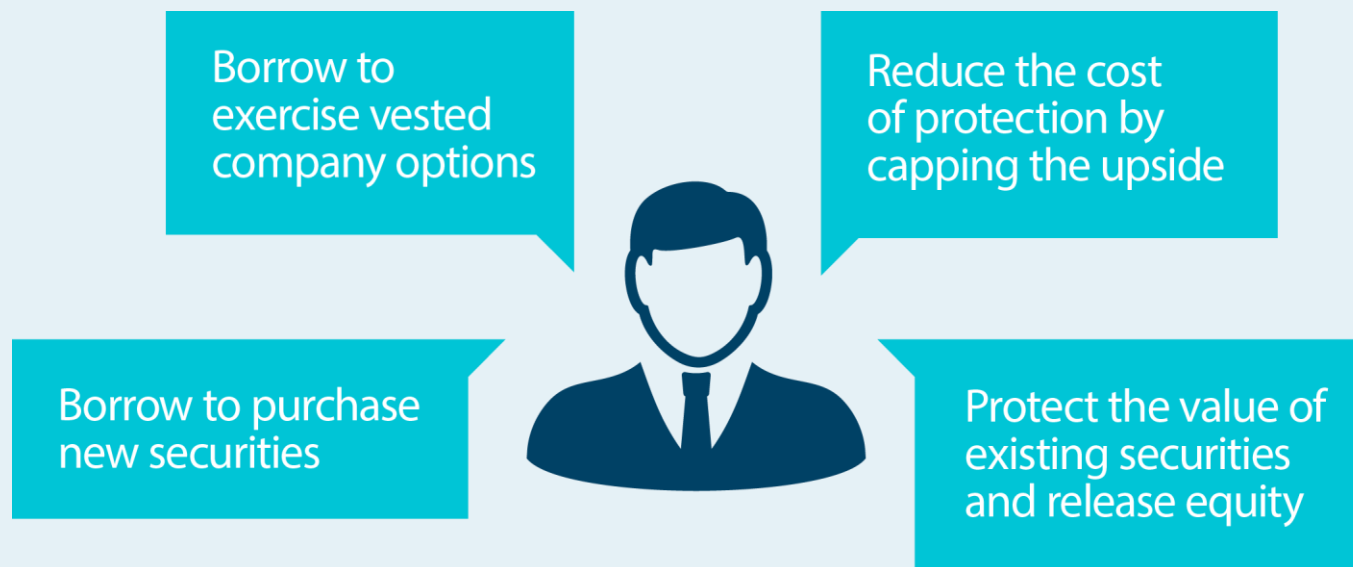 Borrow to
exercise vested
company options
Reduce the cost
of protection by
capping the upside
Borrow to purchase
new securities
Protect the value of
existing securities
and release equity